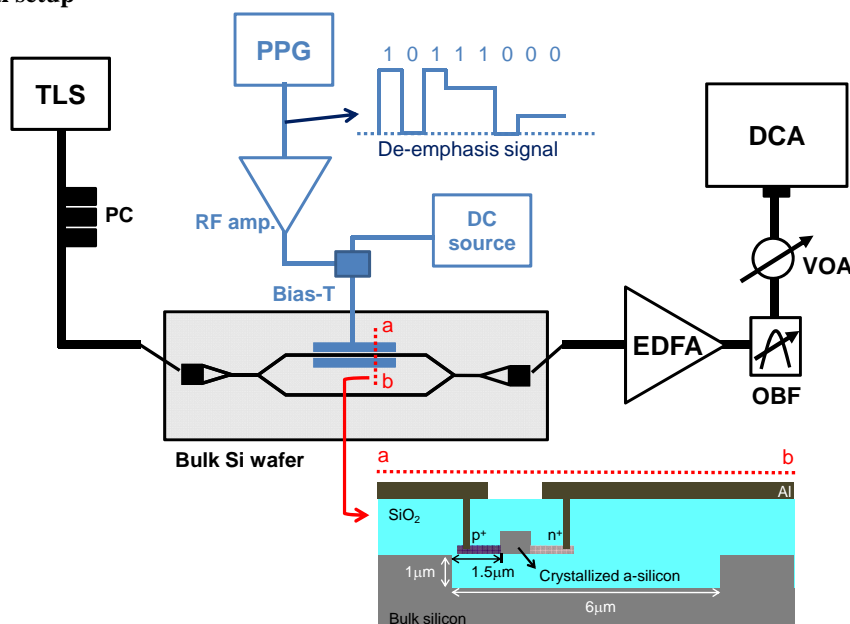 PPG
1 0 1 1 1 0 0 0
TLS
DCA
De-emphasis signal
PC
RF amp.
DC
source
VOA
Bias-T
a
EDFA
b
OBF
Bulk Si wafer
a
b
Al
SiO2
p+
n+
1μm
1.5μm
Crystallized a-silicon
6μm
Bulk silicon